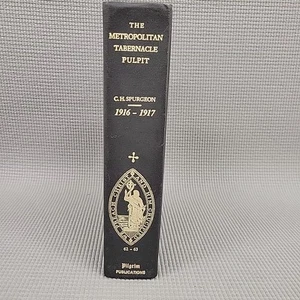 THE
METROPOLITAN
TABERNACLE
PULPIT
C.H. SPURGEON
1916 – 1917
62 - 63
Pilgrim
PUBLICATIONS